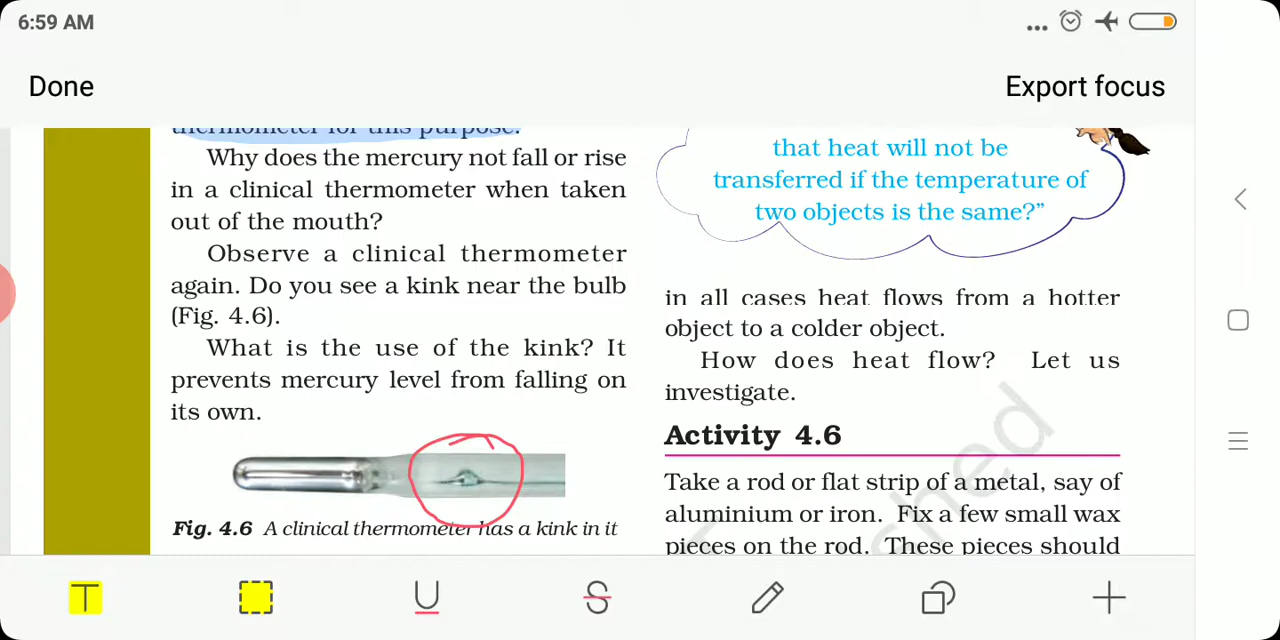 6:59 AM
Done
Export focus
thermometer for this purpose.
Why does the mercury not fall or rise
in a clinical thermometer when taken
out of the mouth?
Observe a clinical thermometer
again. Do you see a kink near the bulb
(Fig. 4.6).
What is the use of the kink? It
prevents mercury level from falling on
its own.
Fig. 4.6 A clinical thermometer has a kink in it
that heat will not be
transferred if the temperature of
two objects is the same?”
in all cases heat flows from a hotter
object to a colder object.
How does heat flow? Let us
investigate.
Activity 4.6
Take a rod or flat strip of a metal, say of
aluminium or iron. Fix a few small wax
pieces on the rod. These pieces should
T
U
S